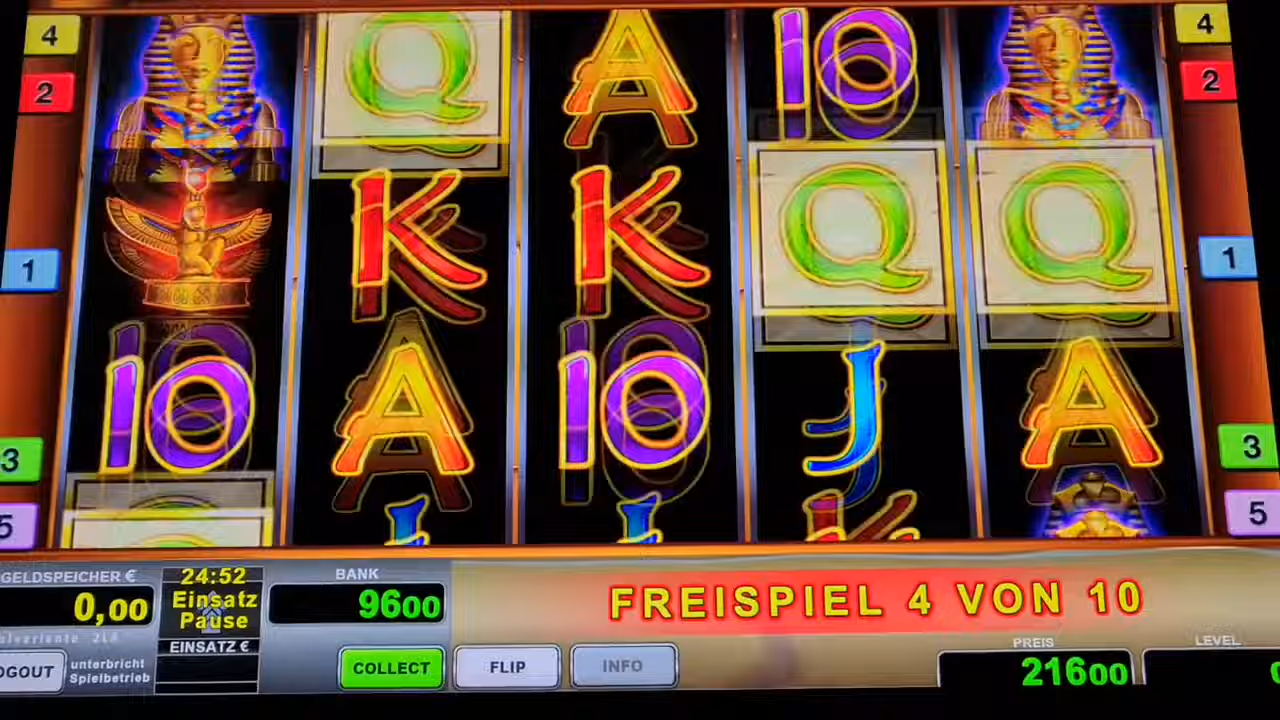 4
4
2
2
Q
A
10
K
K
Q
Q
1
1
10
A
10
J
A
3
3
J
J
K
5
5
GELDSPEICHER €
24:52
BANK
0,00
Einsatz
Pause
9600
FREISPIEL 4 VON 10
EINSATZ €
PREIS
LEVEL
OGOUT
unterbricht
Spielbetrieb
COLLECT
FLIP
INFO
21600